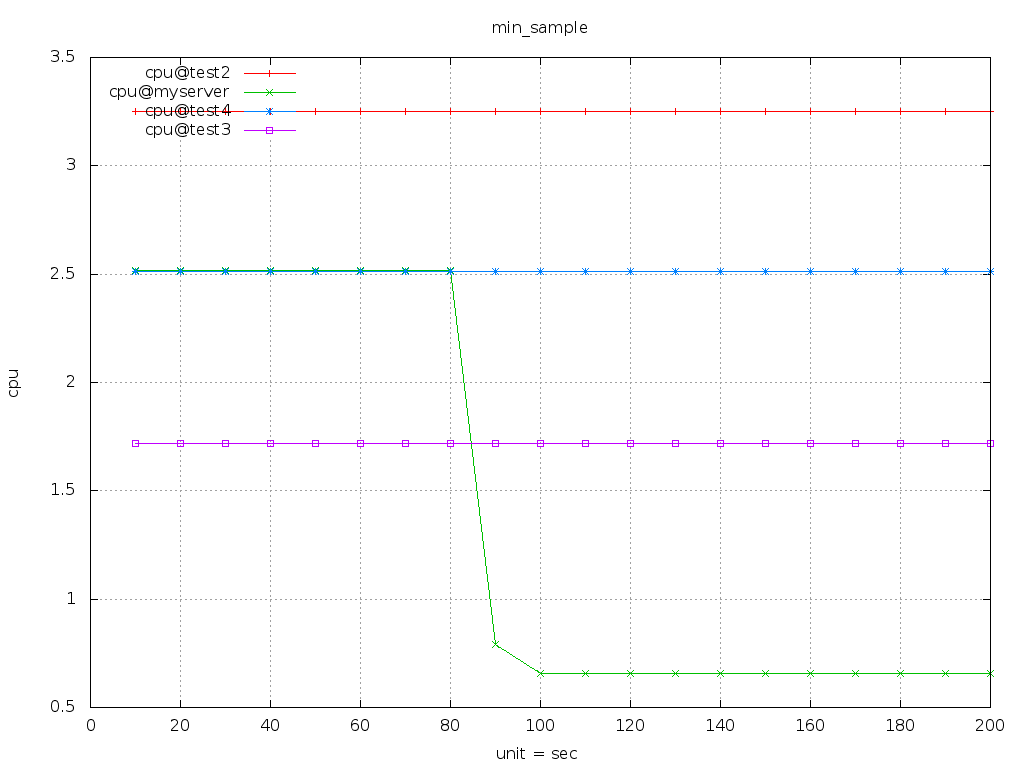 min_sample
3.5
3
2.5
2
1.5
1
0.5
cpu
cpu@test2
cpu@myserver
cpu@test4
cpu@test3
0 20 40 60 80 100 120 140 160 180 200
unit = sec